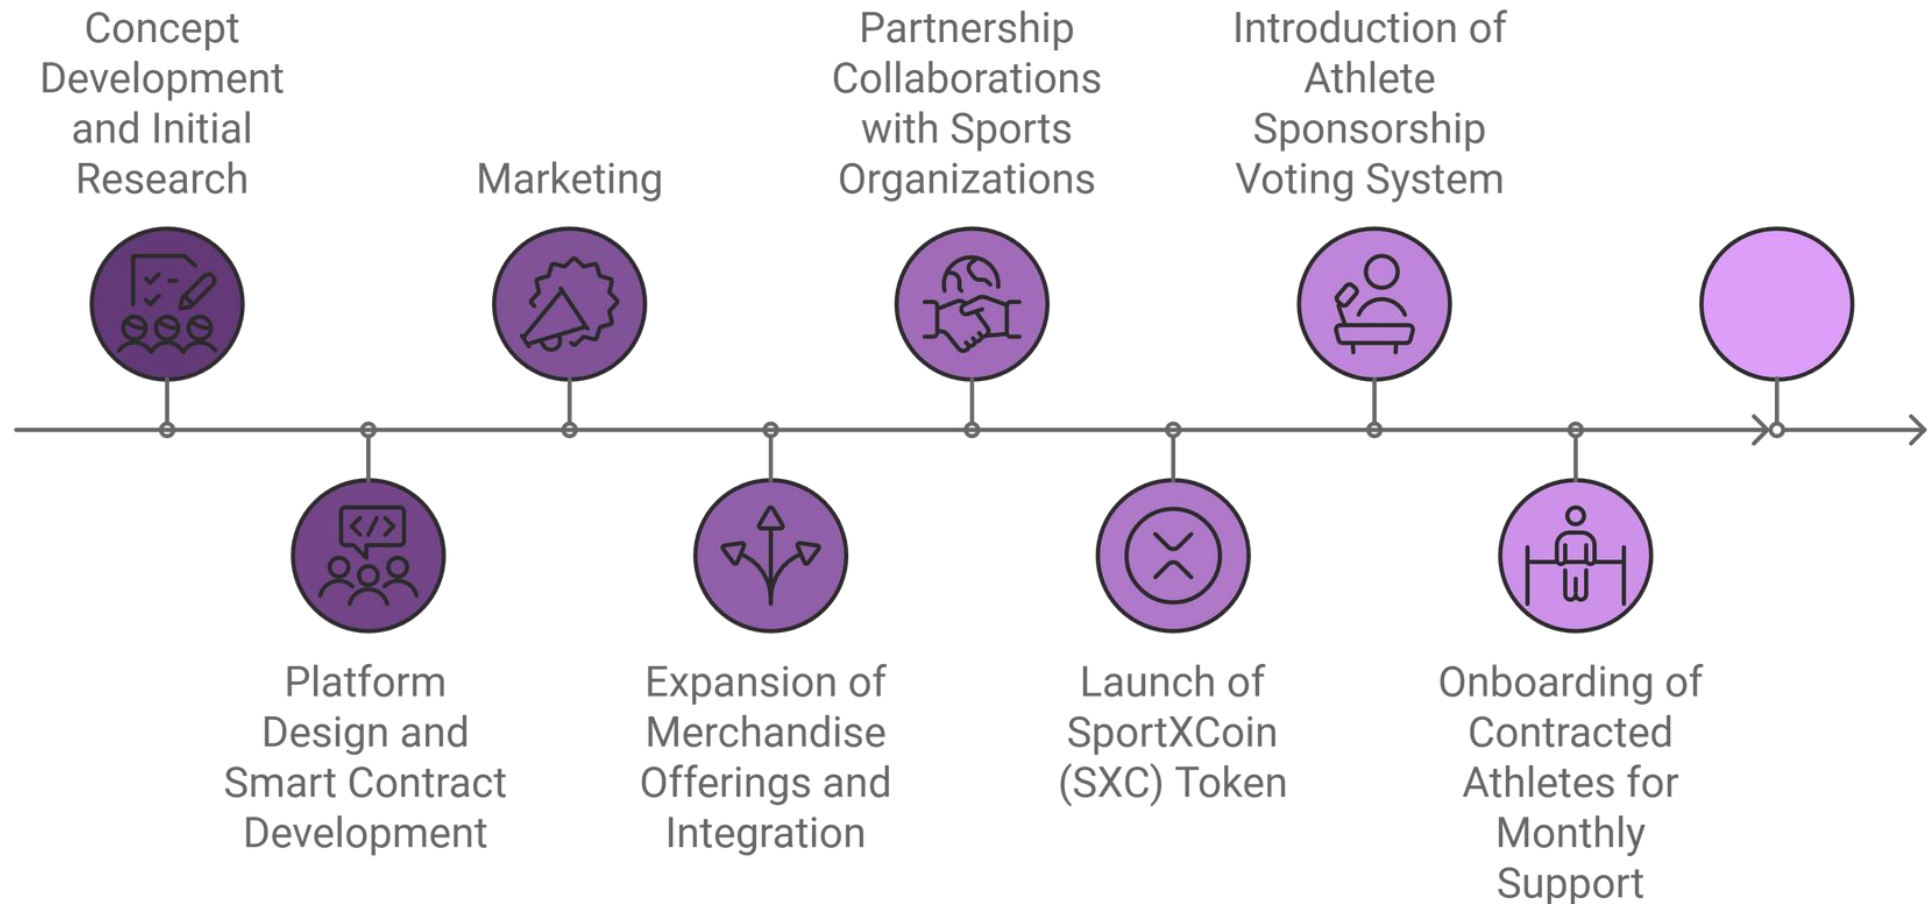 Concept
Development
and Initial
Research
Marketing
Partnership
Collaborations
with Sports
Organizations
Introduction of
Athlete
Sponsorship
Voting System
</>
Platform
Design and
Smart Contract
Development
Expansion of
Merchandise
Offerings and
Integration
Launch of
SportXCoin
(SXC) Token
Onboarding of
Contracted
Athletes for
Monthly
Support